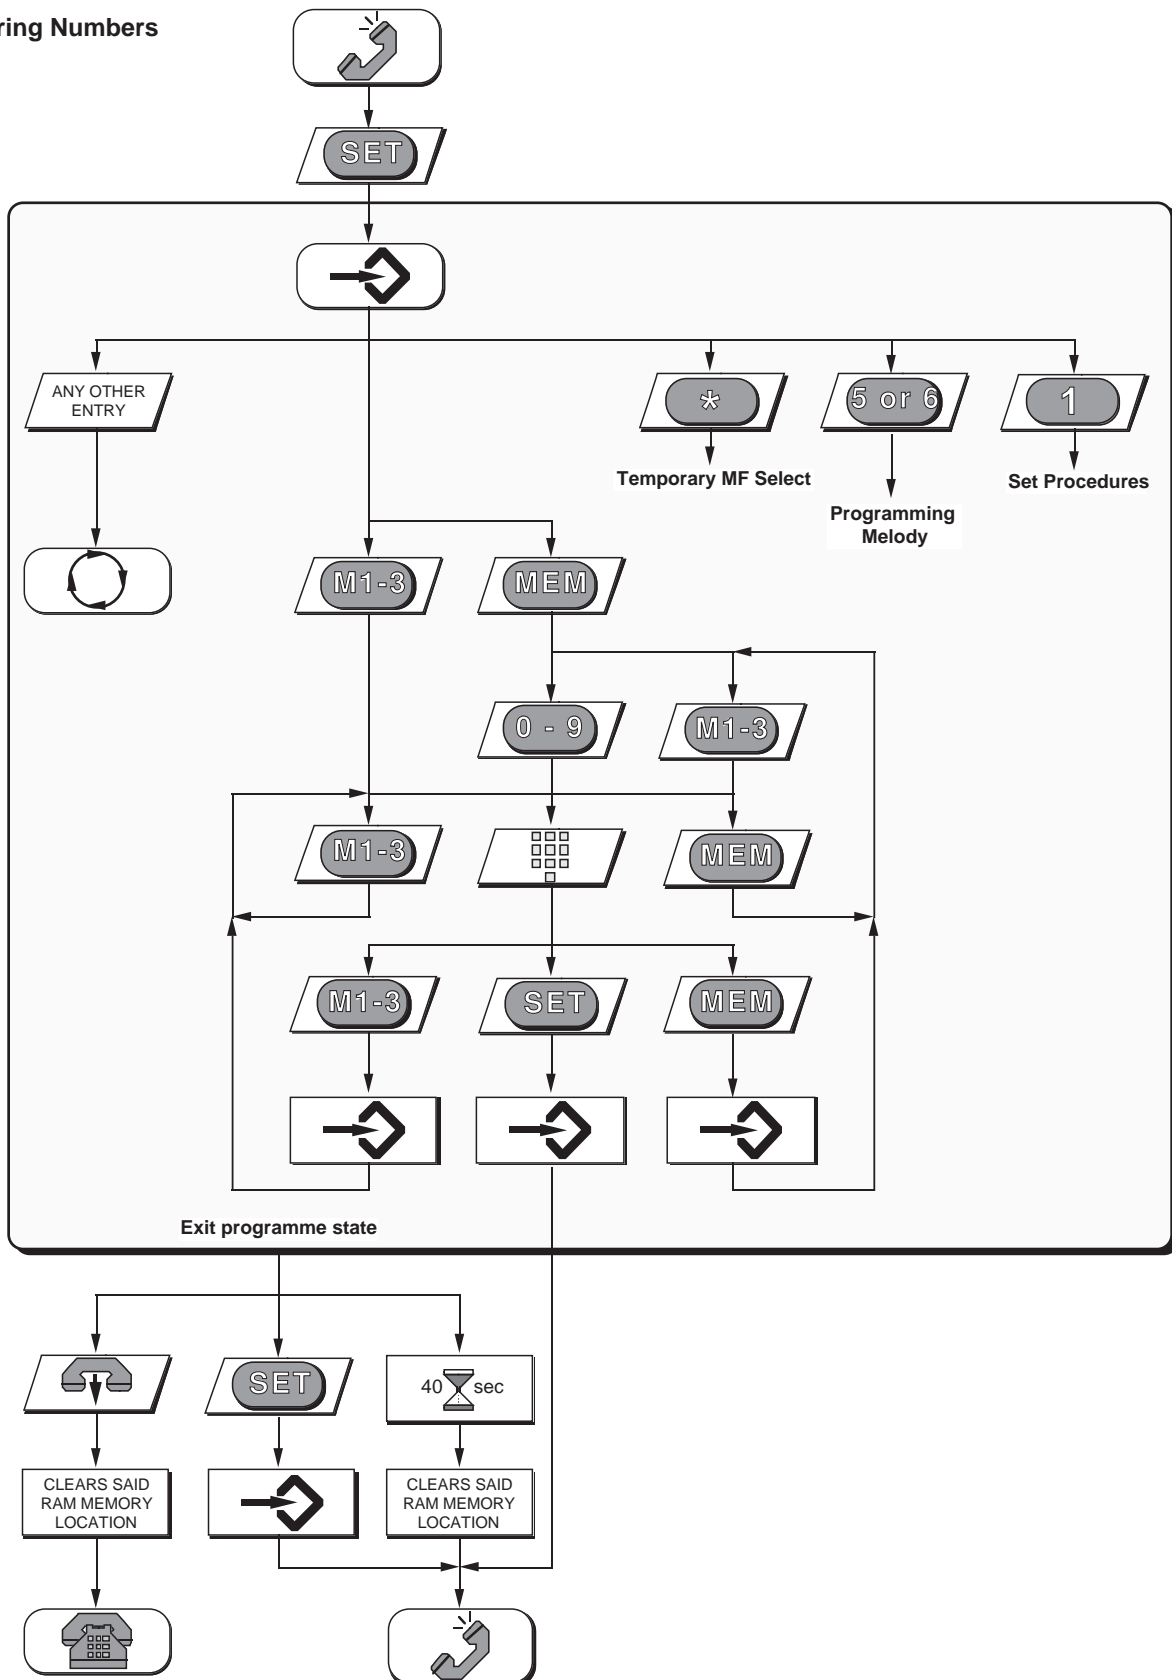 ring Numbers
SET
ANY OTHER
ENTRY
*
5 or 6
1
Temporary MF Select
Programming
Melody
Set Procedures
M1-3
MEM
0 - 9
M1-3
M1-3
MEM
M1-3
SET
MEM
Exit programme state
SET
40 sec
CLEARS SAID
RAM MEMORY
LOCATION
CLEARS SAID
RAM MEMORY
LOCATION